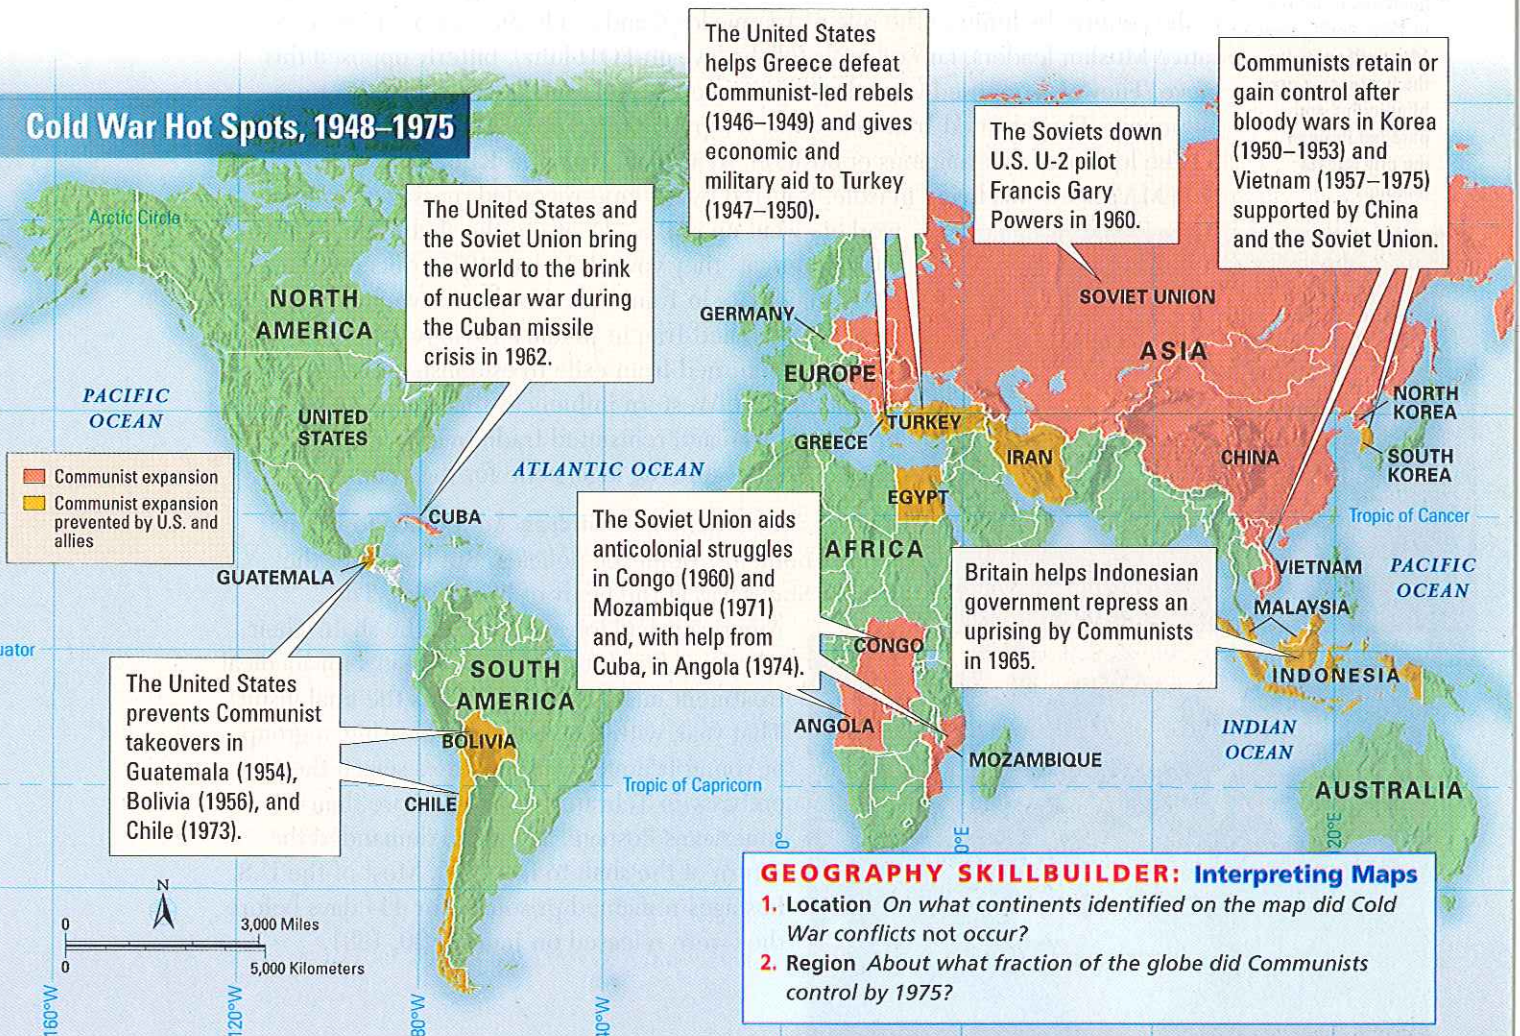 Cold War Hot Spots, 1948–1975
The United States
helps Greece defeat
Communist-led rebels
(1946–1949) and gives
economic and
military aid to Turkey
(1947–1950).
The Soviets down
U.S. U-2 pilot
Francis Gary
Powers in 1960.
Communists retain or
gain control after
bloody wars in Korea
(1950–1953) and
Vietnam (1957–1975)
supported by China
and the Soviet Union.
The United States and
the Soviet Union bring
the world to the brink
of nuclear war during
the Cuban missile
crisis in 1962.
Arctic Circle
NORTH
AMERICA
GERMANY
SOVIET UNION
ASIA
EUROPE
PACIFIC
OCEAN
UNITED
STATES
NORTH
KOREA
TURKEY
GREECE
IRAN
CHINA
SOUTH
KOREA
ATLANTIC OCEAN
Communist expansion
Communist expansion
prevented by U.S. and
allies
EGYPT
CUBA
Tropic of Cancer
The Soviet Union aids
anticolonial struggles
in Congo (1960) and
Mozambique (1971)
and, with help from
Cuba, in Angola (1974).
AFRICA
Britain helps Indonesian
government repress an
uprising by Communists
in 1965.
VIETNAM
PACIFIC
OCEAN
GUATEMALA
MALAYSIA
uator
CONGO
SOUTH
AMERICA
INDONESIA
The United States
prevents Communist
takeovers in
Guatemala (1954),
Bolivia (1956), and
Chile (1973).
ANGOLA
BOLIVIA
INDIAN
OCEAN
MOZAMBIQUE
Tropic of Capricorn
AUSTRALIA
CHILE
0°
0°E
20°E
N
0
3,000 Miles
0
5,000 Kilometers
160°W
120°W
80°W
40°W
GEOGRAPHY SKILLBUILDER: Interpreting Maps
1. Location On what continents identified on the map did Cold
War conflicts not occur?
2. Region About what fraction of the globe did Communists
control by 1975?